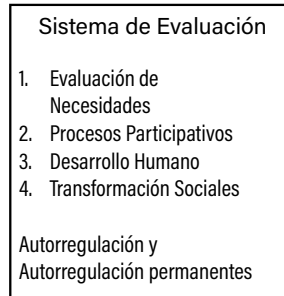 Sistema de Evaluación
1. Evaluación de
Necesidades
2. Procesos Participativos
3. Desarrollo Humano
4. Transformación Sociales
Autorregulación y
Autorregulación permanentes